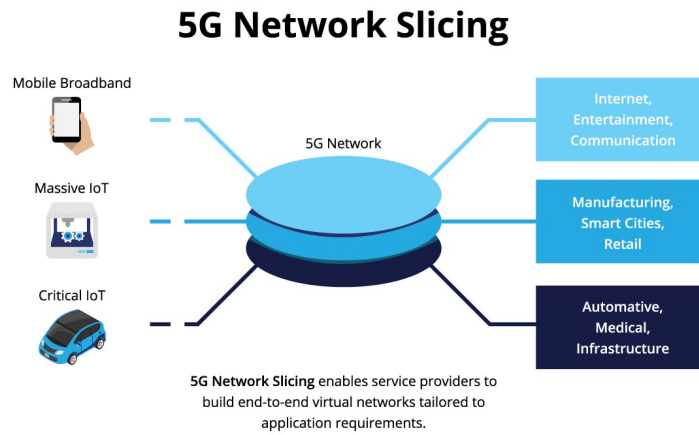 5G Network Slicing
Mobile Broadband
5G Network
Internet,
Entertainment,
Communication
Massive IoT
Manufacturing,
Smart Cities,
Retail
Critical IoT
Automative,
Medical,
Infrastructure
5G Network Slicing enables service providers to
build end-to-end virtual networks tailored to
application requirements.